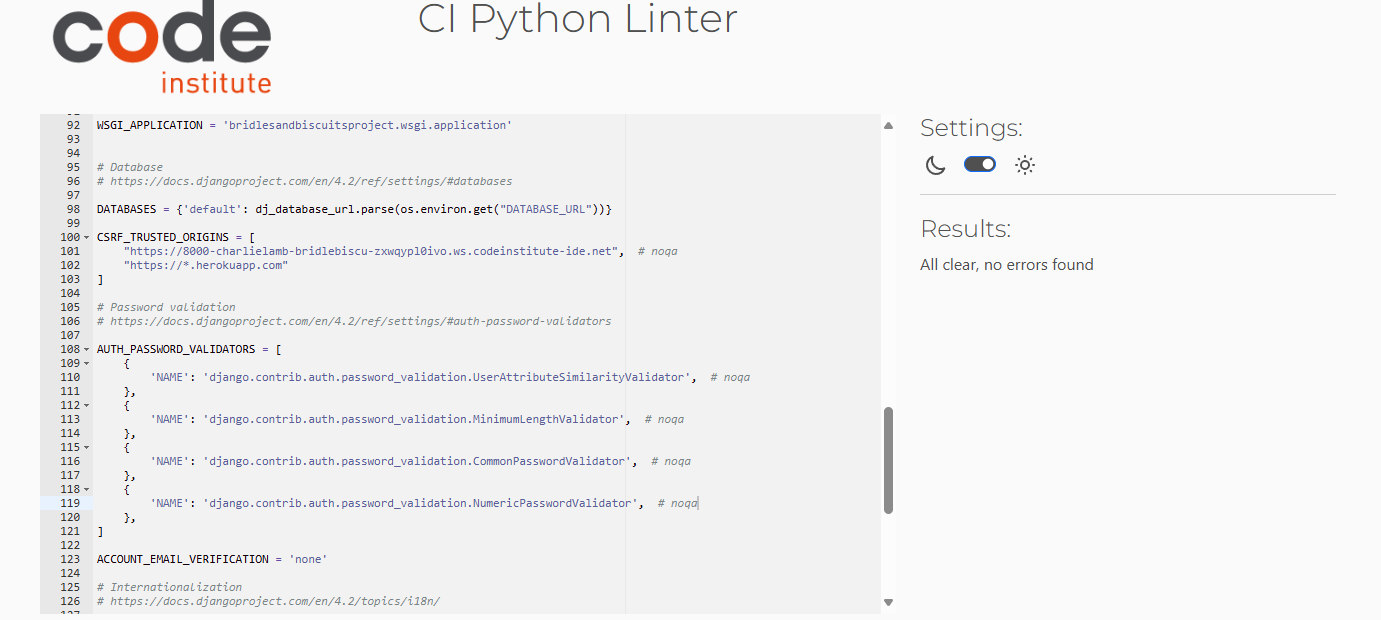 code
institute
CI Python Linter
92 WSGI_APPLICATION = 'bridlesandbiscuitsproject.wsgi.application'
93
94
95 # Database
96 # https://docs.djangoproject.com/en/4.2/ref/settings/#databases
97
98 DATABASES = {'default': dj_database_url.parse(os.environ.get("DATABASE_URL"))}
99
100 CSRF_TRUSTED_ORIGINS = [
101 "https://8000-charlielamb-bridlebiscu-zxwqypl0ivo.ws.codeinstitute-ide.net", # noqa
102 "https://*.herokuapp.com"
103 ]
104
105 # Password validation
106 # https://docs.djangoproject.com/en/4.2/ref/settings/#auth-password-validators
107
108 AUTH_PASSWORD_VALIDATORS = [
109 {
110 'NAME': 'django.contrib.auth.password_validation.UserAttributeSimilarityValidator', # noqa
111 },
112 {
113 'NAME': 'django.contrib.auth.password_validation.MinimumLengthValidator', # noqa
114 },
115 {
116 'NAME': 'django.contrib.auth.password_validation.CommonPasswordValidator', # noqa
117 },
118 {
119 'NAME': 'django.contrib.auth.password_validation.NumericPasswordValidator', # noqa
120 },
121 ]
122
123 ACCOUNT_EMAIL_VERIFICATION = 'none'
124
125 # Internationalization
126 # https://docs.djangoproject.com/en/4.2/topics/i18n/
Settings:
Results:
All clear, no errors found